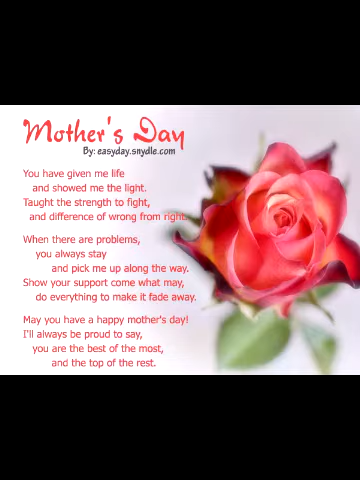 Mother's Day
By: easyday.snydle.com
You have given me life
and showed me the light.
Taught the strength to fight,
and difference of wrong from right.
When there are problems,
you always stay
and pick me up along the way.
Show your support come what may,
do everything to make it fade away.
May you have a happy mother's day!
I'll always be proud to say,
you are the best of the most,
and the top of the rest.